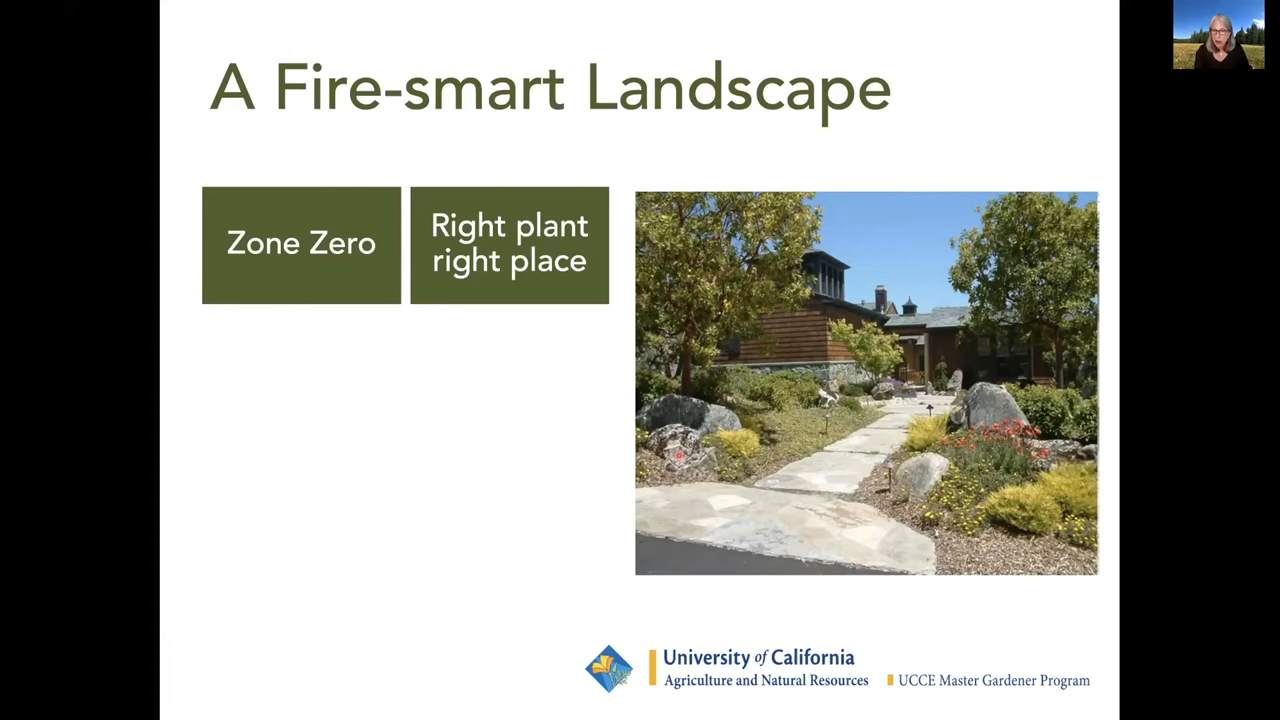 A Fire-smart Landscape
Zone Zero
Right plant
right place
University of California
Agriculture and Natural Resources
UCCE Master Gardener Program